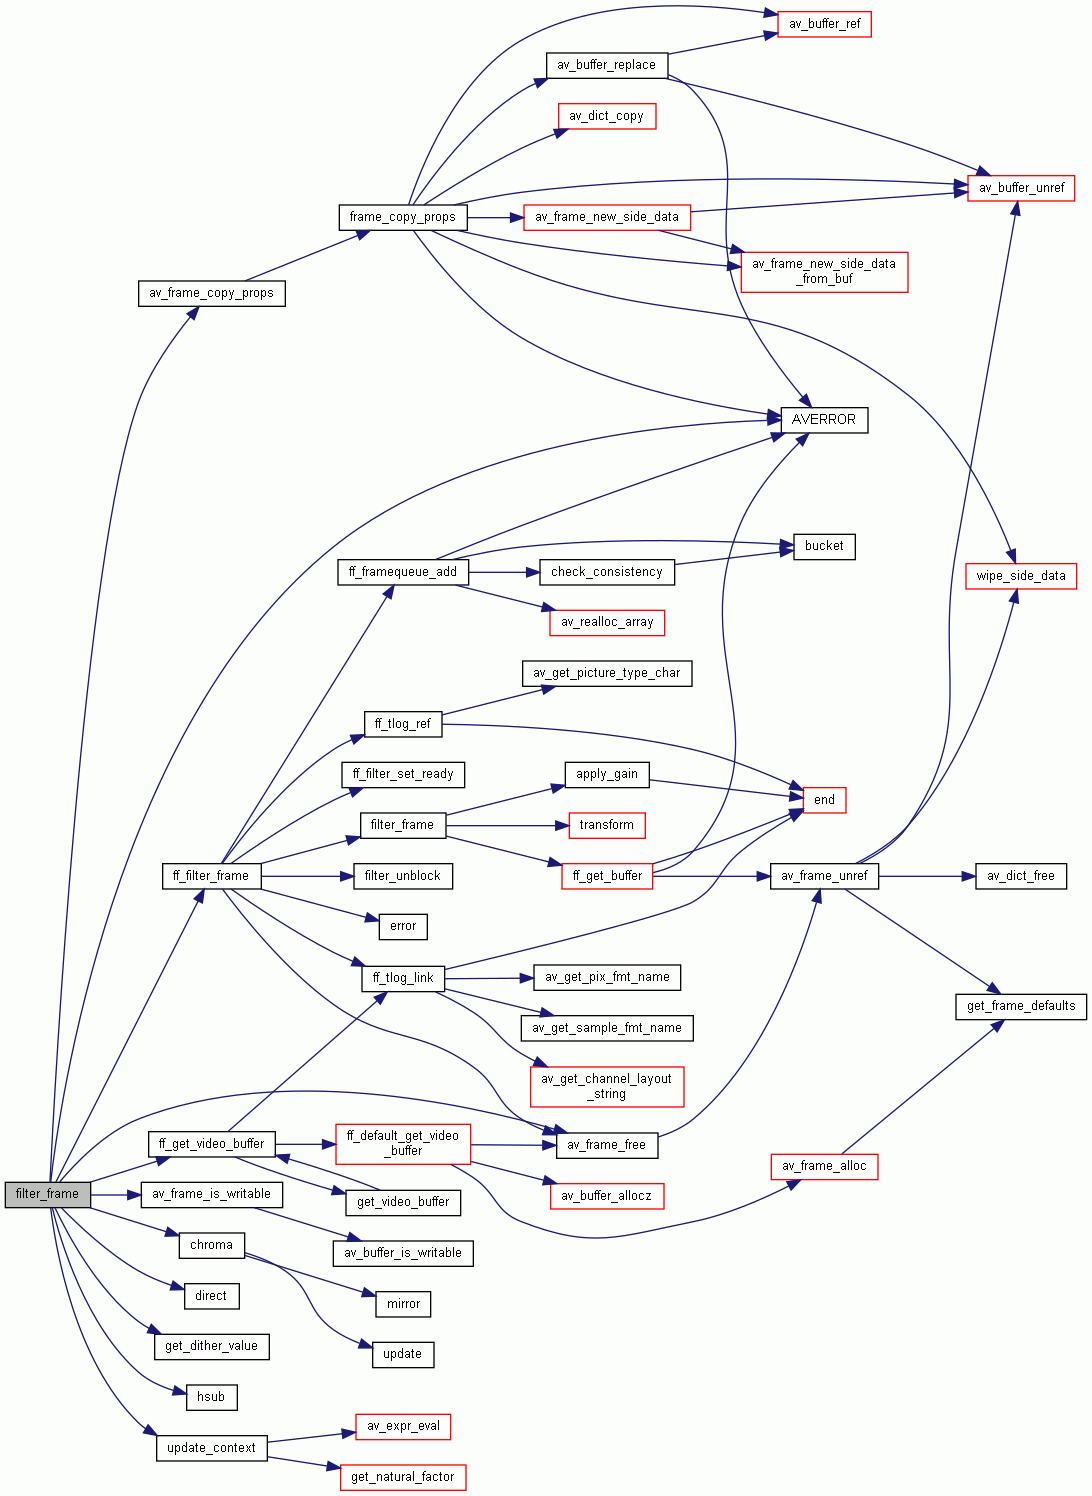 av_buffer_ref
av_buffer_replace
av_dict_copy
av_buffer_unref
frame_copy_props
av_frame_new_side_data
av_frame_new_side_data
_from_buf
av_frame_copy_props
AVERROR
bucket
ff_framequeue_add
check_consistency
wipe_side_data
av_realloc_array
av_get_picture_type_char
ff_tlog_ref
ff_filter_set_ready
apply_gain
end
filter_frame
transform
ff_filter_frame
filter_unblock
ff_get_buffer
av_frame_unref
av_dict_free
error
ff_tlog_link
av_get_pix_fmt_name
get_frame_defaults
av_get_sample_fmt_name
av_get_channel_layout
_string
ff_get_video_buffer
ff_default_get_video
_buffer
av_frame_free
av_frame_alloc
filter_frame
av_frame_is_writable
get_video_buffer
av_buffer_allocz
chroma
av_buffer_is_writable
direct
mirror
get_dither_value
update
hsub
av_expr_eval
update_context
get_natural_factor